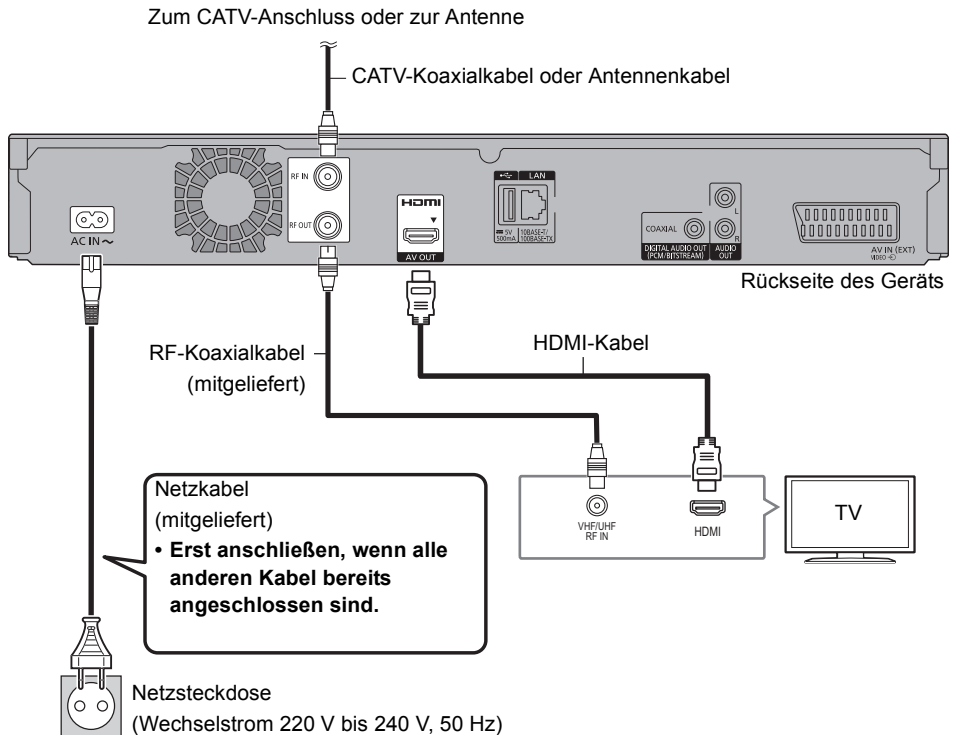 Zum CATV-Anschluss oder zur Antenne
CATV-Koaxialkabel oder Antennenkabel
RF IN
RF OUT
AC IN ~
HDMI
AV OUT
LAN
5V
500mA
10BASE-T/
100BASE-TX
COAXIAL
DIGITAL AUDIO OUT
(PCM/BITSTREAM)
L
R
AUDIO
OUT
AV IN (EXT)
VIDEO
Rückseite des Geräts
RF-Koaxialkabel
(mitgeliefert)
HDMI-Kabel
Netzkabel
(mitgeliefert)
• Erst anschließen, wenn alle
anderen Kabel bereits
angeschlossen sind.
VHF/UHF
RF IN
HDMI
TV
Netzsteckdose
(Wechselstrom 220 V bis 240 V, 50 Hz)